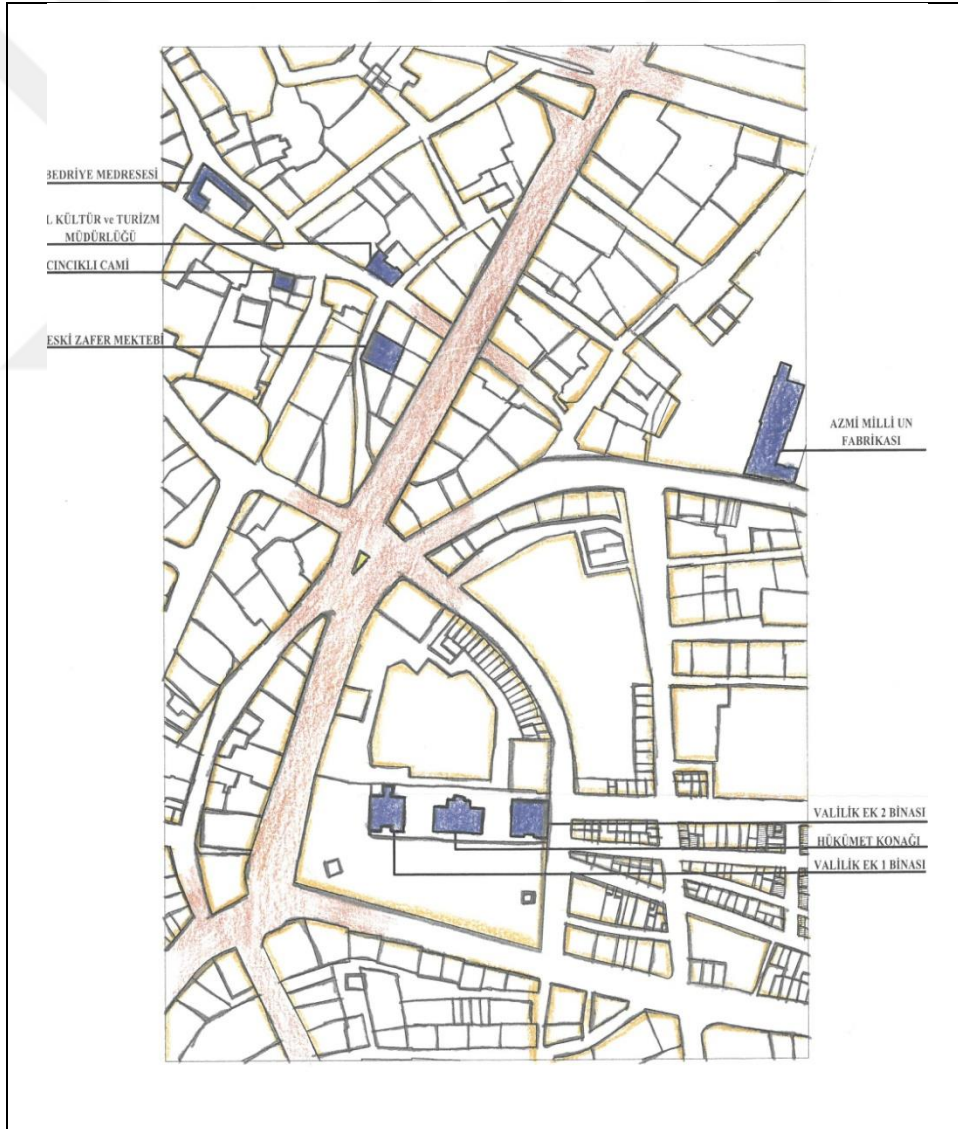 BEDRİYE MEDRESESİ
L KÜLTÜR ve TURİZM
MÜDÜRLÜĞÜ
CINCIKLI CAMİ
ESKİ ZAFER MEKTEBİ
AZMİ MİLLİ UN
FABRİKASI
VALİLİK EK 2 BİNASI
HÜKÜMET KONAĞI
VALİLİK EK 1 BİNASI